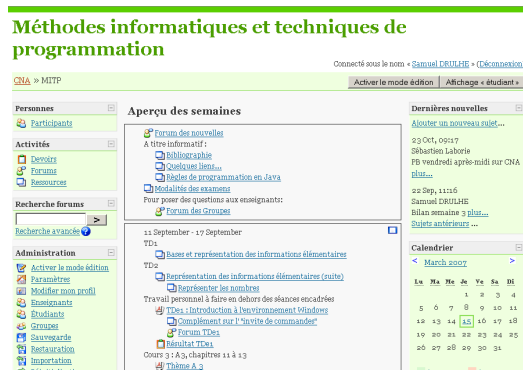 Méthodes informatiques et techniques de
programmation
Connecté sous le nom « Samuel DRULHE » (Déconnexion
CNA » MITP
Activer le mode édition
Affichage « étudiant »
Personnes
Participants
Activités
Devoirs
Forums
Ressources
Recherche forums
>
Recherche avancée ?
Administration
Activer le mode édition
Paramètres
Modifier mon profil
Enseignants
Étudiants
Groupes
Sauvegarde
Restauration
Importation
Aperçu des semaines
Forum des nouvelles
A titre informatif :
Bibliographie
Quelques liens...
Règles de programmation en Java
Modalités des examens
Pour poser des questions aux enseignants:
Forum des Groupes
11 September - 17 September
TD1
Bases et représentation des informations élémentaires
TD2
Représentation des informations élémentaires (suite)
Représenter les nombres
Travail personnel à faire en dehors des séances encadrées
TDe1 : Introduction à l'environnement Windows
Complément sur l' "invite de commander"
Forum TDe1
Résultat TDe1
Cours 3 : A3, chapitres 11 à 13
Thème A 3
Dernières nouvelles
Ajouter un nouveau sujet...
23 Oct, 09:17
Sébastien Laborie
PB vendredi après-midi sur CNA
plus...
22 Sep, 11:16
Samuel DRULHE
Bilan semaine 3 plus...
Sujets antérieurs ...
Calendrier
< March 2007 >
Lu Ma Me Je Ve Sa Di
1 2 3 4
5 6 7 8 9 10 11
12 13 14 15 16 17 18
19 20 21 22 23 24 25
26 27 28 29 30 31